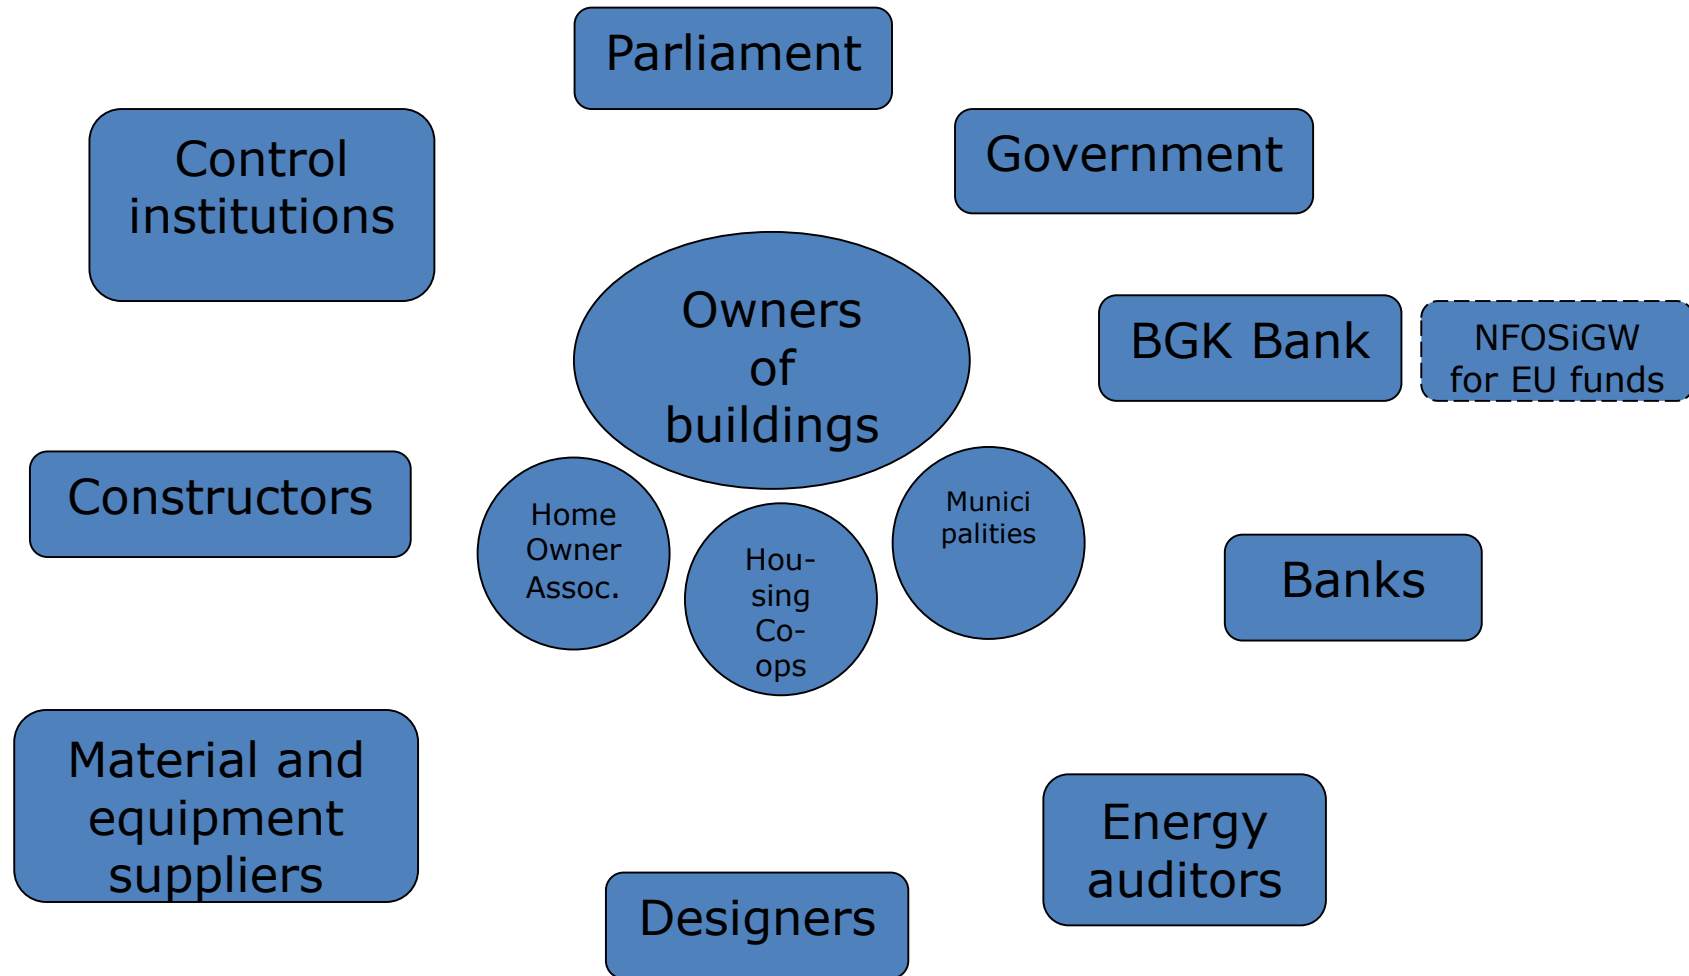 Parliament
Government
Control
institutions
Owners
of
buildings
BGK Bank
NFOSiGW
for EU funds
Constructors
Home
Owner
Assoc.
Hou-
sing
Co-
ops
Munici
palities
Banks
Material and
equipment
suppliers
Energy
auditors
Designers